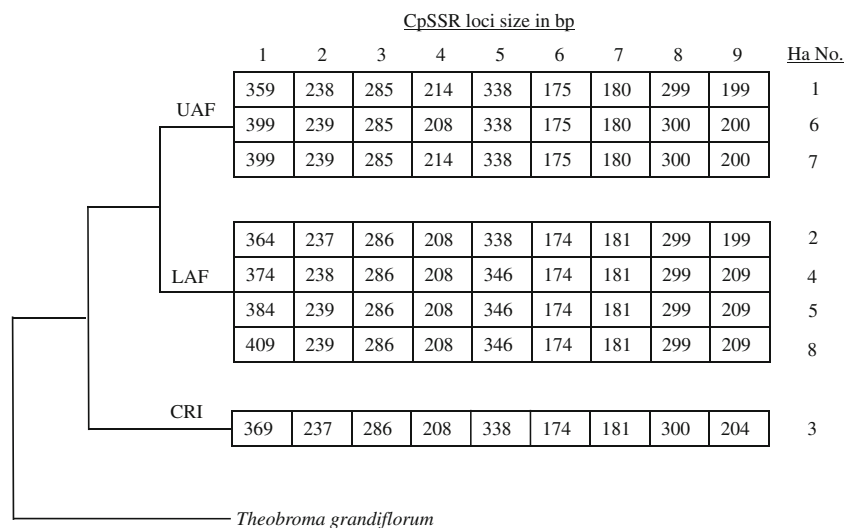 CpSSR loci size in bp
1 2 3 4 5 6 7 8 9 Ha No.
359 238 285 214 338 175 180 299 199 1
UAF
399 239 285 208 338 175 180 300 200 6
399 239 285 214 338 175 180 300 200 7
364 237 286 208 338 174 181 299 199 2
374 238 286 208 346 174 181 299 209 4
LAF
384 239 286 208 346 174 181 299 209 5
409 239 286 208 346 174 181 299 209 8
CRI
369 237 286 208 338 174 181 300 204 3
Theobroma grandiflorum